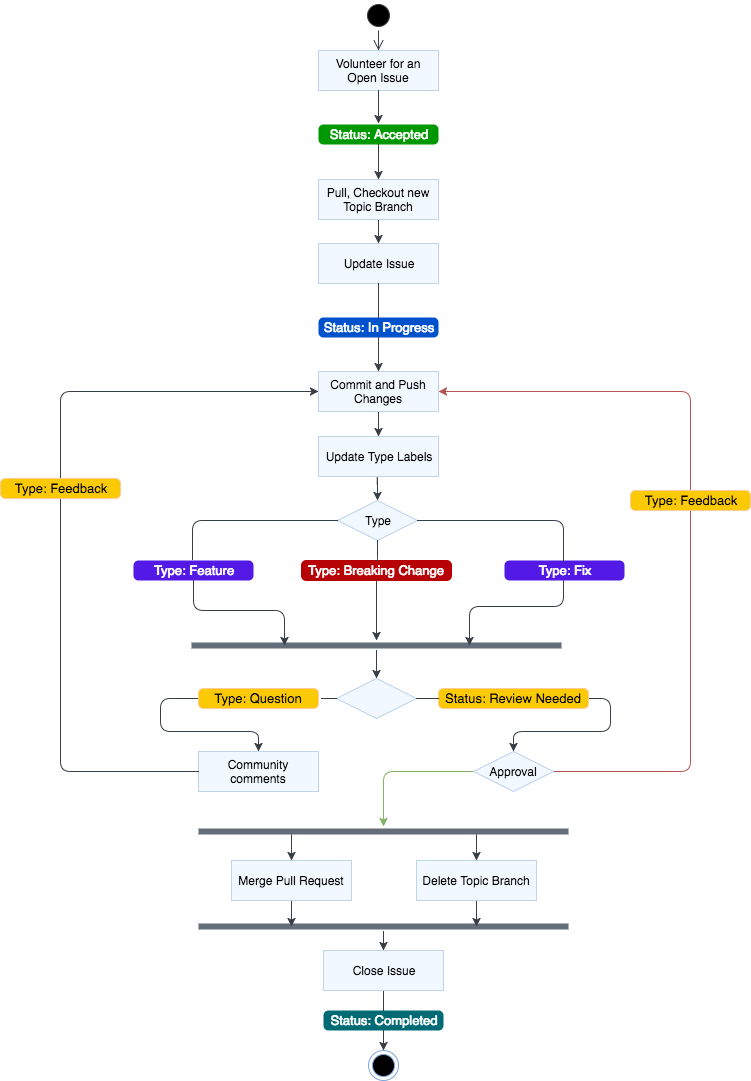 Volunteer for an
Open Issue
Status: Accepted
Pull, Checkout new
Topic Branch
Update Issue
Status: In Progress
Commit and Push
Changes
Update Type Labels
Type: Feedback
Type: Feedback
Type
Type: Feature
Type: Breaking Change
Type: Fix
Type: Question
Status: Review Needed
Community
comments
Approval
Merge Pull Request
Delete Topic Branch
Close Issue
Status: Completed